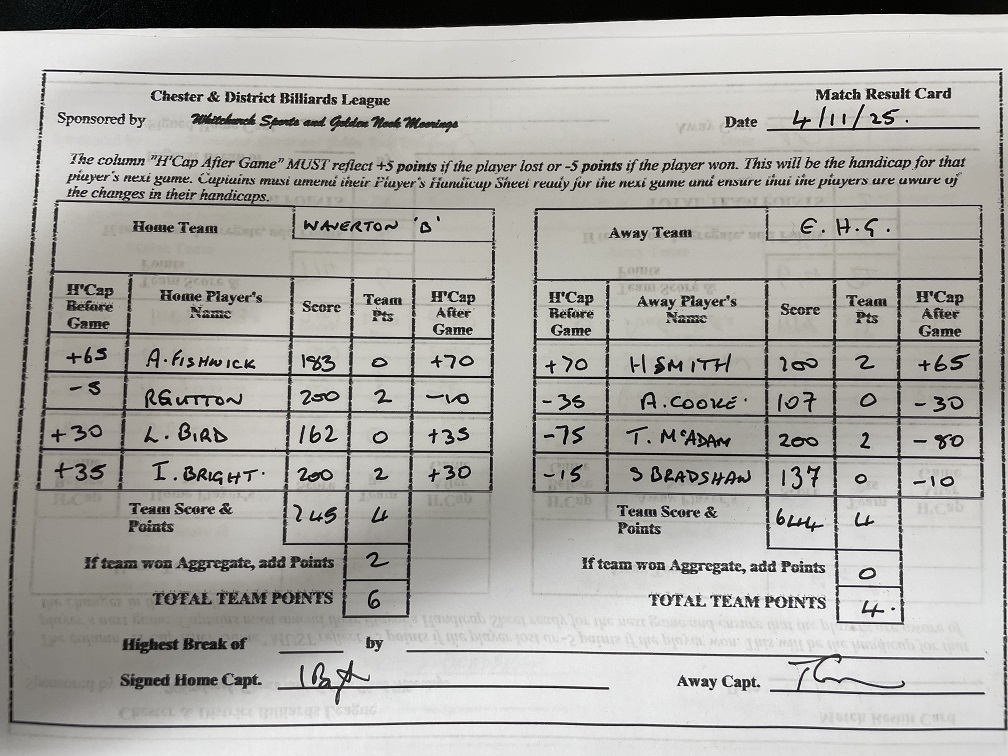 Chester & District Billiards League
Match Result Card
Sponsored by Whitchurch Sports and Golden Nook Moorings
Date 4/11/25.
The column "H'Cap After Game" MUST reflect +5 points if the player lost or -5 points if the player won. This will be the handicap for that
player's next game. Captains must amend their Player's Handicap Sheet ready for the next game and ensure that the players are aware of
the changes in their handicaps.
Home Team WAVERTON 'B'
Away Team E.H.G.
H'Cap Before Game Home Player's Name Score Team Pts H'Cap After Game
+65 A.FISHWICK 183 0 +70
-5 R GUTTON 200 2 -10
+30 L. BIRD 162 0 +35
+35 I. BRIGHT. 200 2 +30
Team Score & Points 745 4
If team won Aggregate, add Points 2
TOTAL TEAM POINTS 6
H'Cap Before Game Away Player's Name Score Team Pts H'Cap After Game
+70 H SMITH 200 2 +65
-35 A. COOKE. 107 0 -30
-75 T. McADAM 200 2 -80
-15 S BRADSHAW 137 0 -10
Team Score & Points 644 4
If team won Aggregate, add Points 0
TOTAL TEAM POINTS 4.
Highest Break of by
Signed Home Capt.
Away Capt.